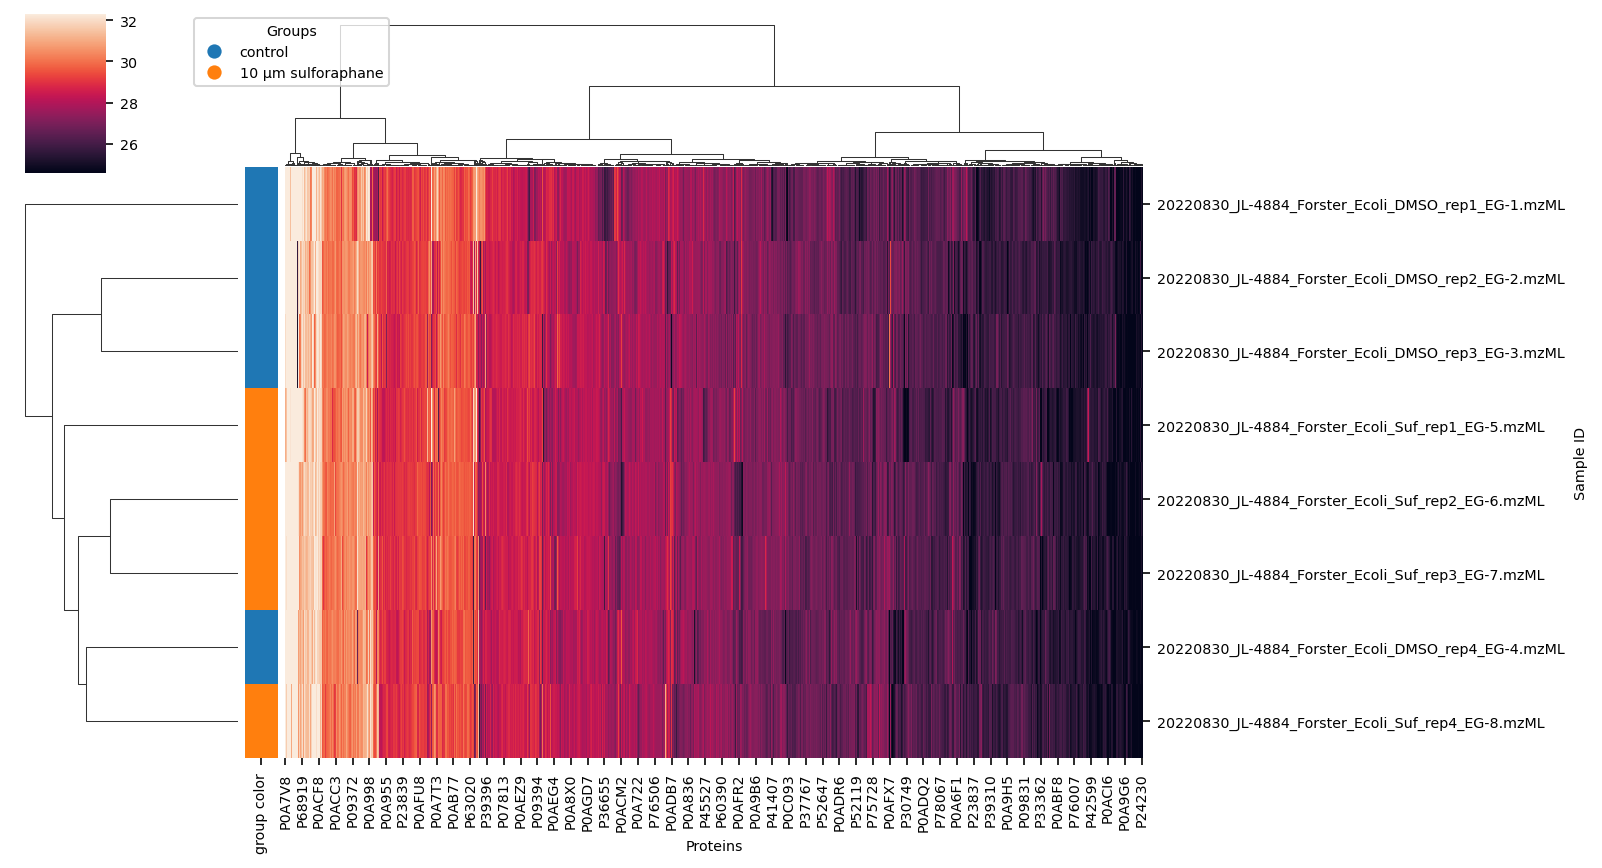 32
30
28
26
Groups
control
10 μm sulforaphane
20220830_JL-4884_Forster_Ecoli_DMSO_rep1_EG-1.mzML
20220830_JL-4884_Forster_Ecoli_DMSO_rep2_EG-2.mzML
20220830_JL-4884_Forster_Ecoli_DMSO_rep3_EG-3.mzML
20220830_JL-4884_Forster_Ecoli_Suf_rep1_EG-5.mzML
20220830_JL-4884_Forster_Ecoli_Suf_rep2_EG-6.mzML
20220830_JL-4884_Forster_Ecoli_Suf_rep3_EG-7.mzML
20220830_JL-4884_Forster_Ecoli_DMSO_rep4_EG-4.mzML
20220830_JL-4884_Forster_Ecoli_Suf_rep4_EG-8.mzML
Sample ID
group color
P0A7V8
P68919
P0ACF8
P0ACC3
P09372
P0A998
P0A955
P23839
P0AFU8
P0A7T3
P0AB77
P63020
P39396
P07813
P0AEZ9
P09394
P0AEG4
P0A8X0
P0AGD7
P36655
P0ACM2
P0A722
P76506
P0ADB7
P0A836
P45527
P60390
P0AFR2
P0A9B6
P41407
P0C093
P37767
P52647
P0ADR6
P52119
P75728
P0AFX7
P30749
P0ADQ2
P78067
P0A6F1
P23837
P39310
P0A9H5
P09831
P33362
P0ABF8
P76007
P42599
P0ACI6
P0A9G6
P24230
Proteins